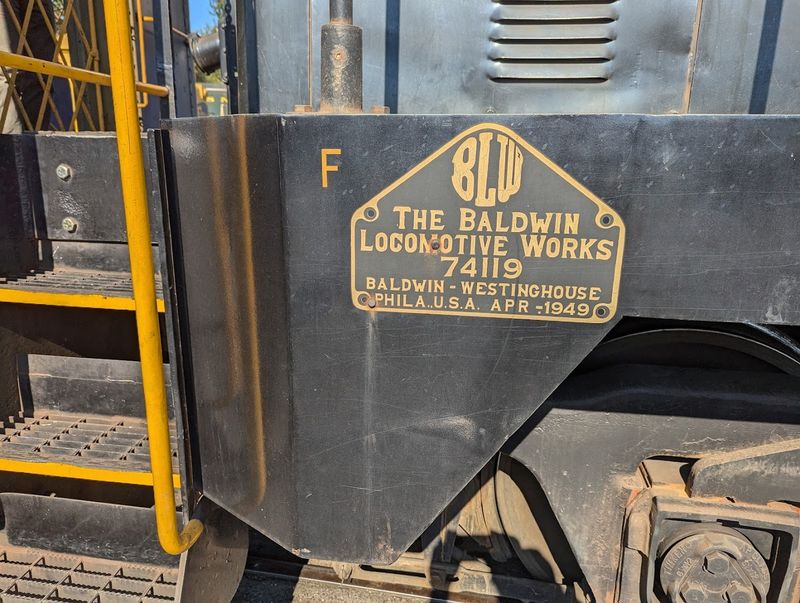 F
BLW
THE BALDWIN
LOCOMOTIVE WORKS
74119
BALDWIN - WESTINGHOUSE
PHILA., U.S.A. APR - 1949